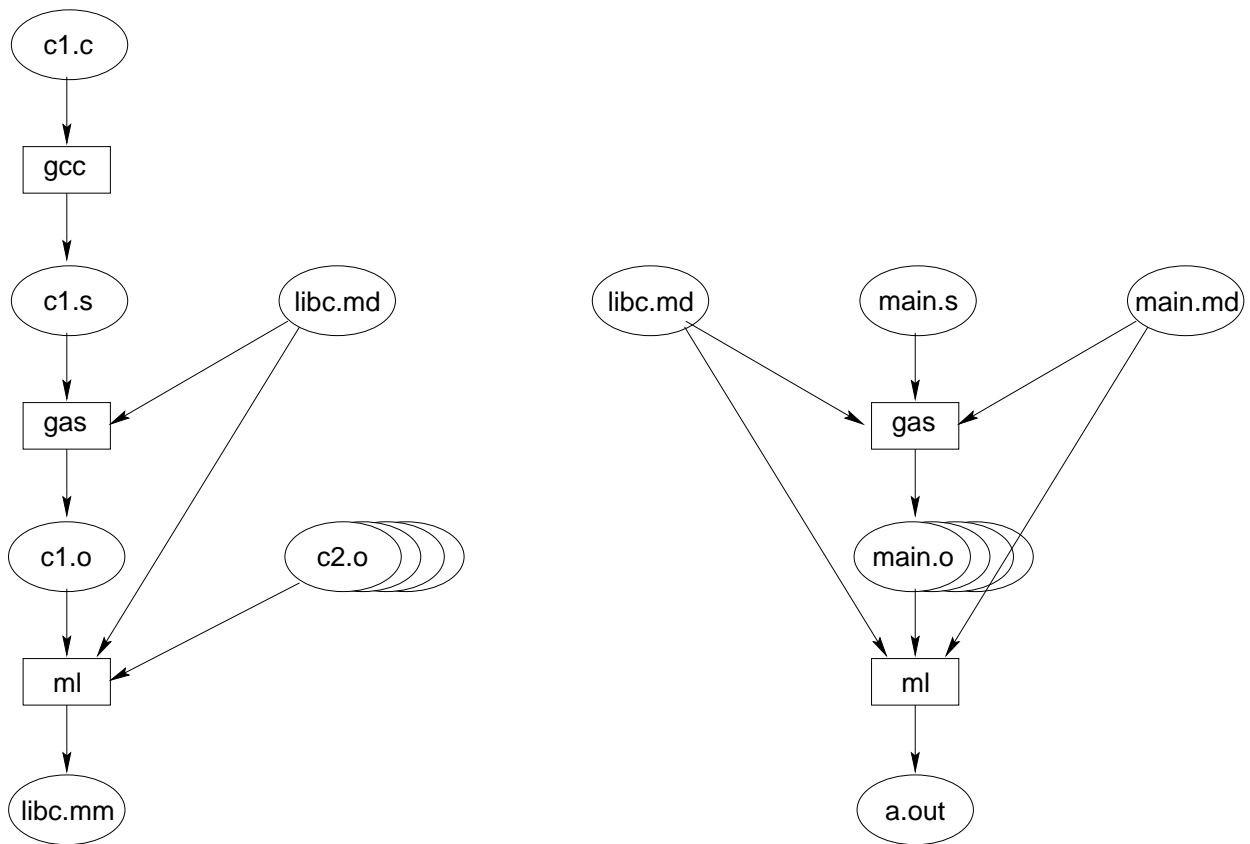 c1.c
gcc
c1.s
libc.md
gas
c1.o
c2.o
ml
libc.mm
libc.md
main.s
main.md
gas
main.o
ml
a.out